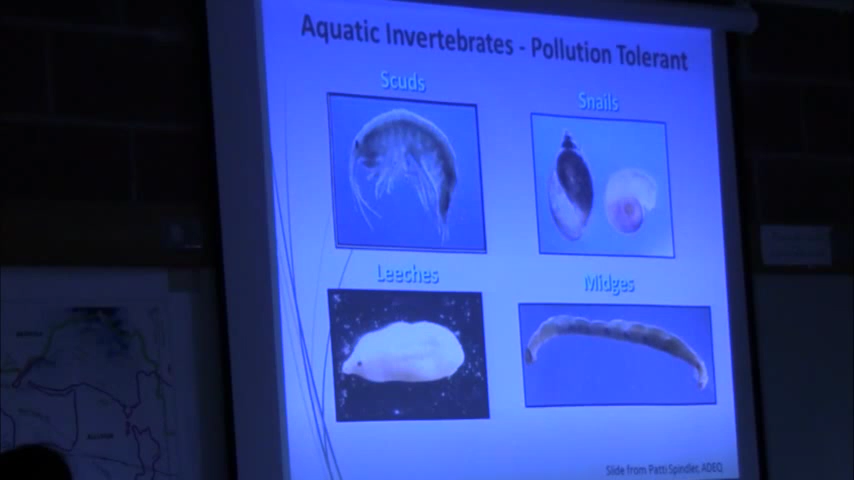 Aquatic Invertebrates - Pollution Tolerant
Scuds
Snails
Leeches
Midges
Slide from Patti Spindler, ADEQ